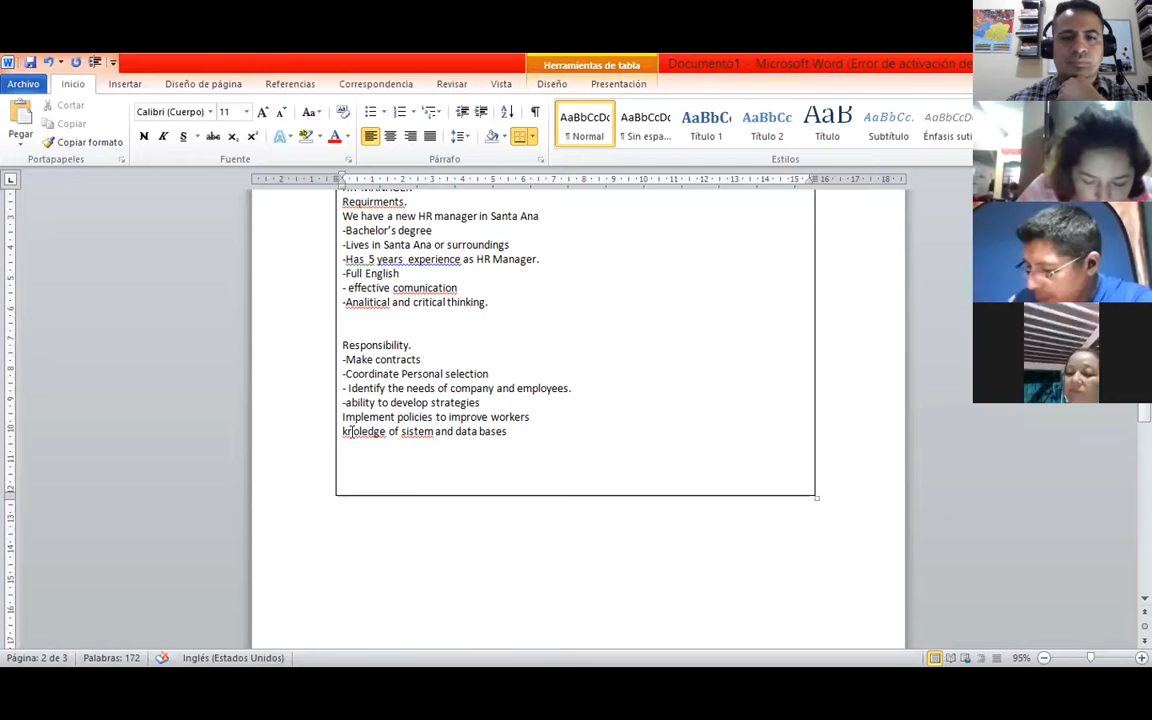 Herramientas de tabla
Documento1 - Microsoft Word (Error de activación de
Archivo Inicio Insertar Diseño de página Referencias Correspondencia Revisar Vista Diseño Presentación
Cortar
Copiar
Copiar formato
Pegar
Calibri (Cuerpo) 11
AaBbCcDc AaBbCcDc AaBbC AaBbCc AaB AaBbCc. AaBbCcDa
¶ Normal ¶ Sin espa... Título 1 Título 2 Título Subtítulo Énfasis sutil
Portapapeles Fuente Párrafo Estilos
HR MANAGER
Requirments.
We have a new HR manager in Santa Ana
-Bachelor's degree
-Lives in Santa Ana or surroundings
-Has 5 years experience as HR Manager.
-Full English
- effective comunication
-Analitical and critical thinking.
Responsibility.
-Make contracts
-Coordinate Personal selection
- Identify the needs of company and employees.
-ability to develop strategies
Implement policies to improve workers
kroledge of sistem and data bases
Página: 2 de 3 Palabras: 172 Inglés (Estados Unidos) 95%